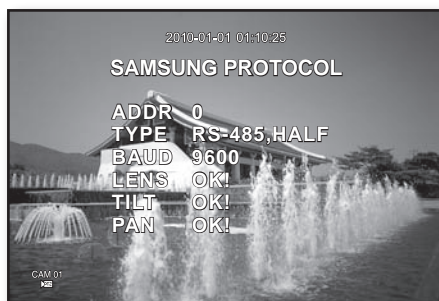 2010-01-01 01:10:25
SAMSUNG PROTOCOL
ADDR 0
TYPE RS-485,HALF
BAUD 9600
LENS OK!
TILT OK!
PAN OK!
CAM 01